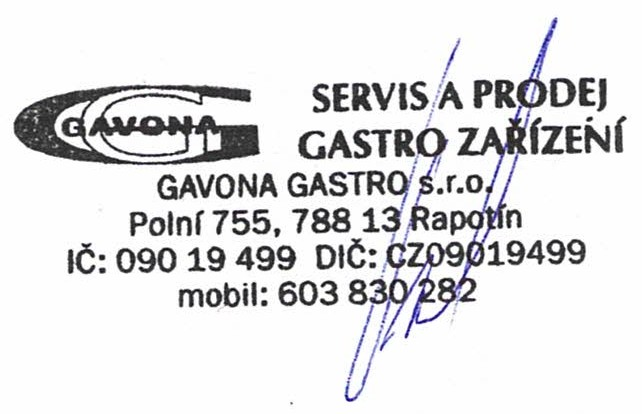 GAVONA
SERVIS A PRODEJ
GASTRO ZAŘÍZENÍ
GAVONA GASTRO s.r.o.
Polní 755, 788 13 Rapotín
IČ: 090 19 499 DIČ: CZ09019499
mobil: 603 830 282